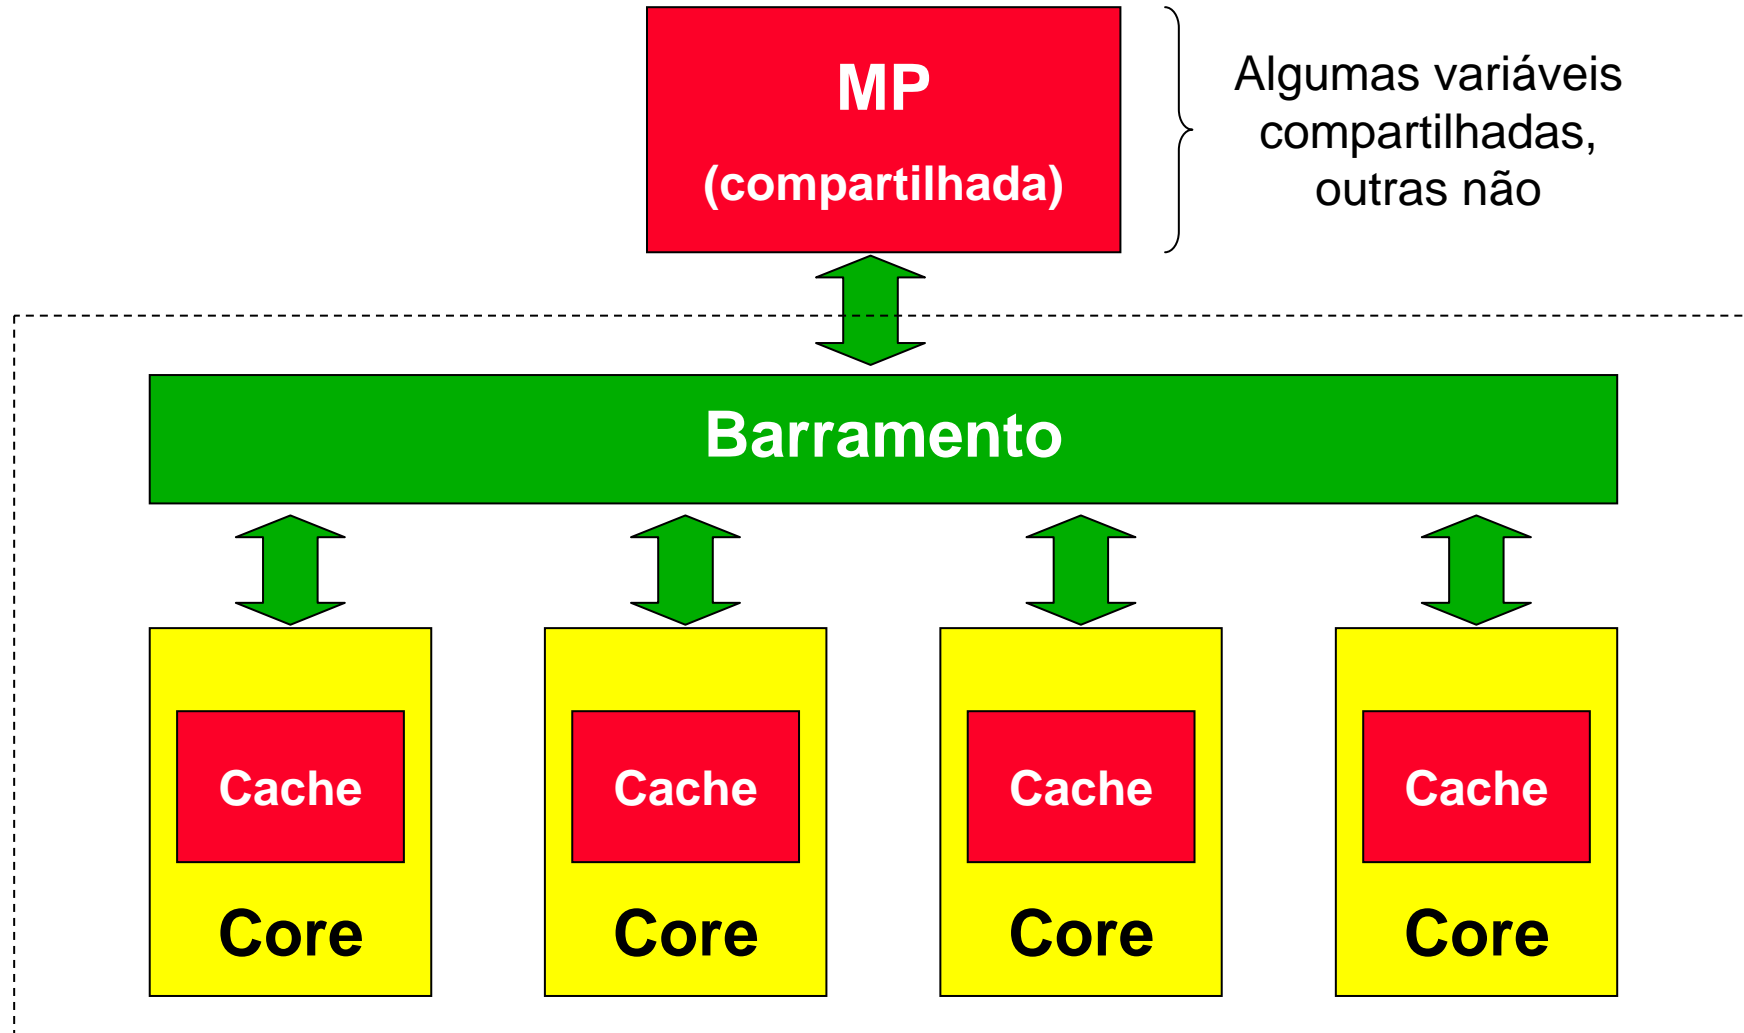 MP
(compartilhada)
Algumas variáveis
compartilhadas,
outras não
Barramento
Cache
Cache
Cache
Cache
Core
Core
Core
Core